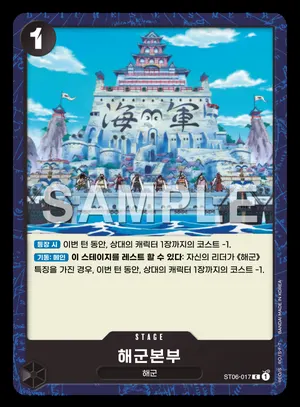 1
海軍
SAMPLE
등장 시 이번 턴 동안, 상대의 캐릭터 1장까지의 코스트 -1.
기동: 메인 이 스테이지를 레스트 할 수 있다: 자신의 리더가 《해군》
특징을 가진 경우, 이번 턴 동안, 상대의 캐릭터 1장까지의 코스트 -1.
STAGE
해군본부
해군
ST06-017 C 1